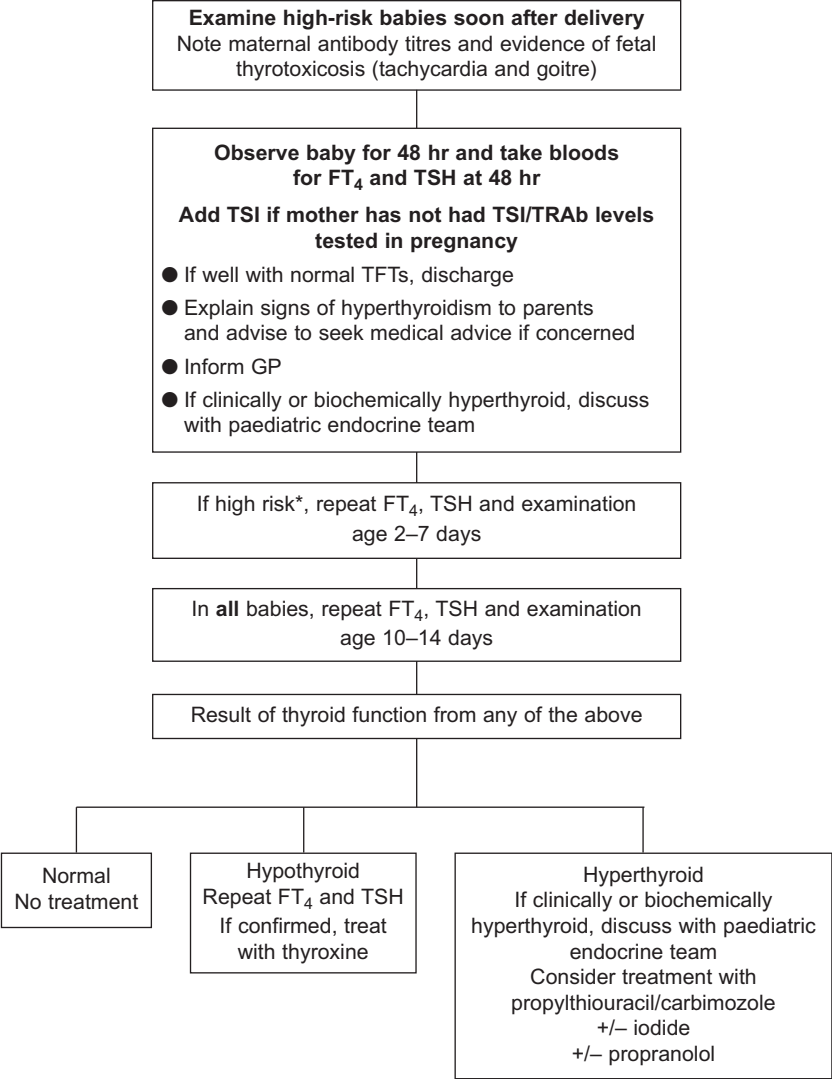 Examine high-risk babies soon after delivery
Note maternal antibody titres and evidence of fetal
thyrotoxicosis (tachycardia and goitre)
Observe baby for 48 hr and take bloods
for FT4 and TSH at 48 hr
Add TSI if mother has not had TSI/TRAb levels
tested in pregnancy
● If well with normal TFTs, discharge
● Explain signs of hyperthyroidism to parents
and advise to seek medical advice if concerned
● Inform GP
● If clinically or biochemically hyperthyroid, discuss
with paediatric endocrine team
If high risk*, repeat FT4, TSH and examination
age 2–7 days
In all babies, repeat FT4, TSH and examination
age 10–14 days
Result of thyroid function from any of the above
Normal
No treatment
Hypothyroid
Repeat FT4 and TSH
If confirmed, treat
with thyroxine
Hyperthyroid
If clinically or biochemically
hyperthyroid, discuss with paediatric
endocrine team
Consider treatment with
propylthiouracil/carbimozole
+/– iodide
+/– propranolol